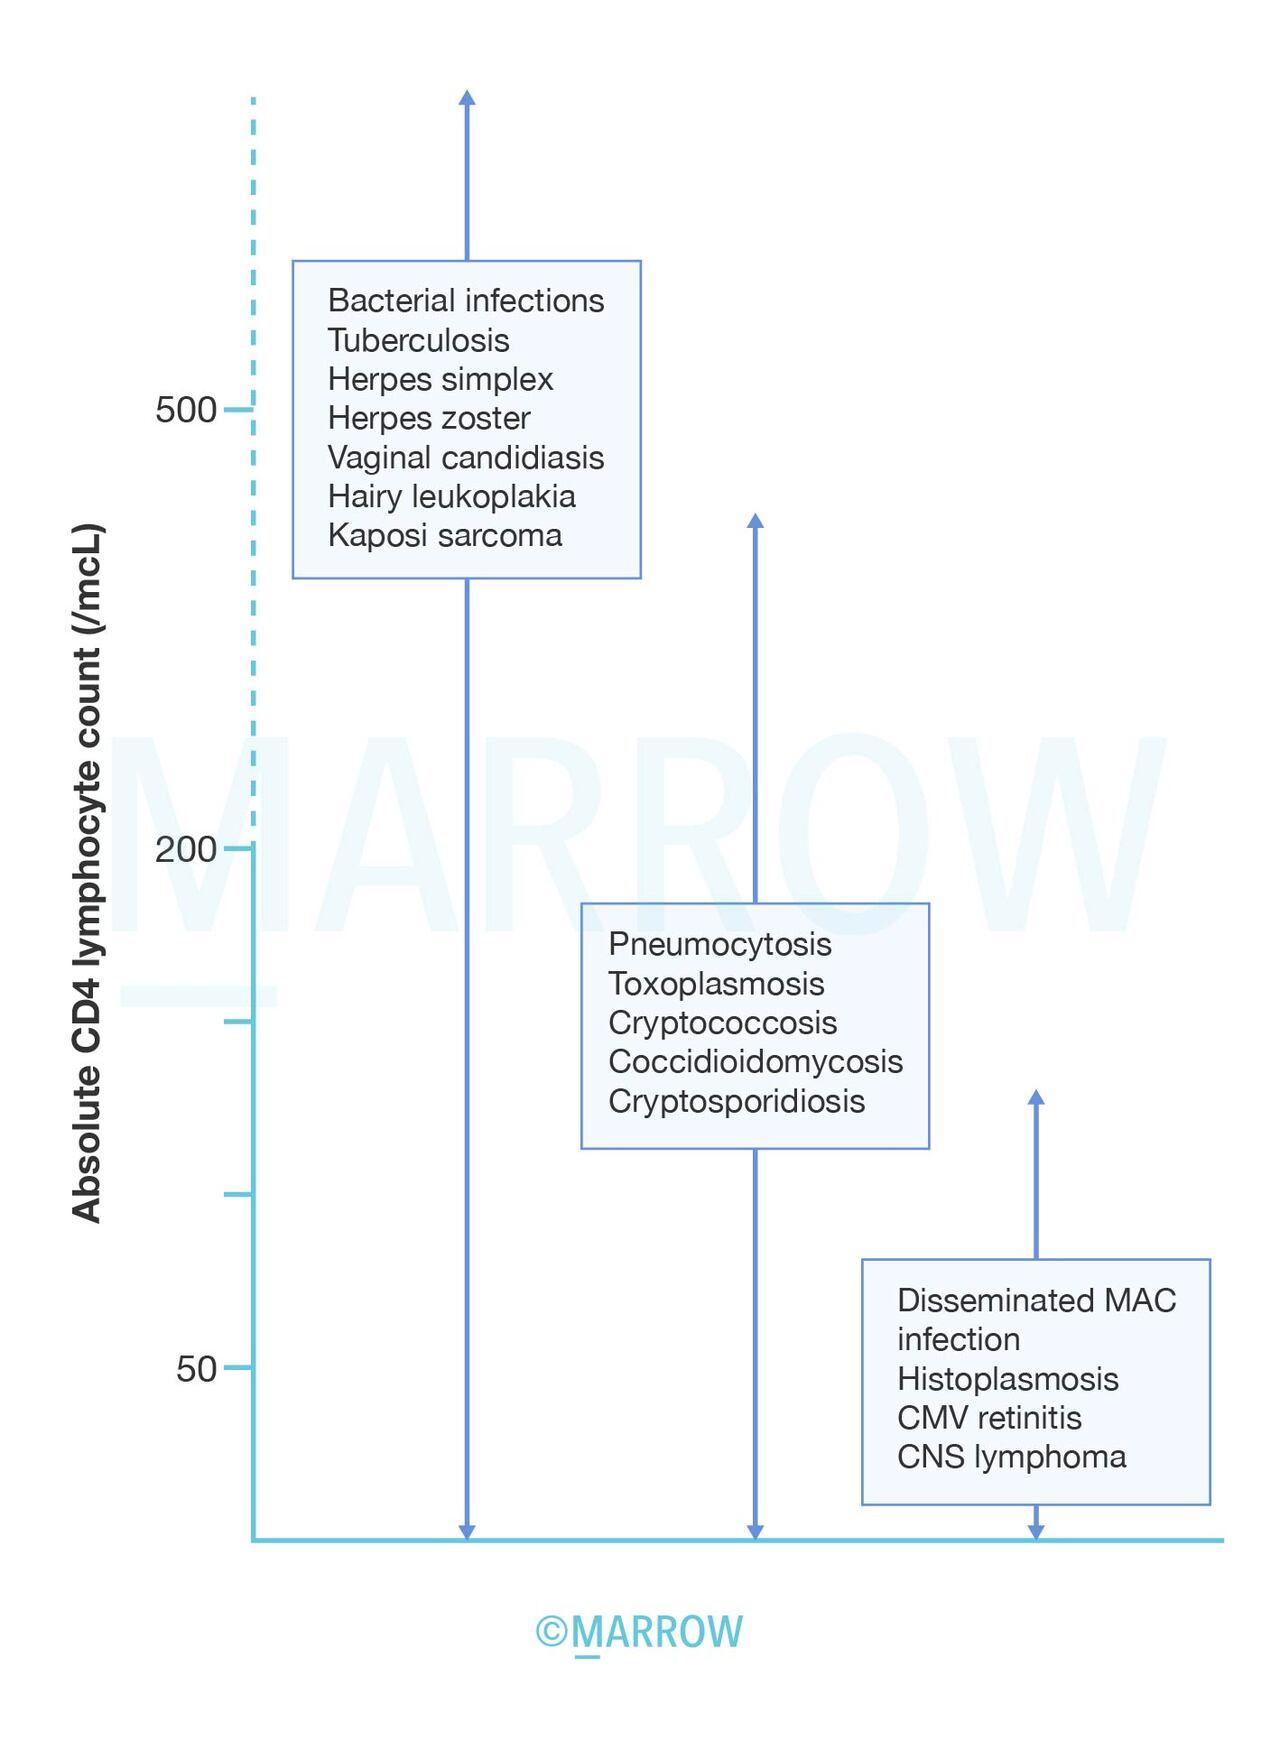 Absolute CD4 lymphocyte count (/mcL)
500
200
50
Bacterial infections
Tuberculosis
Herpes simplex
Herpes zoster
Vaginal candidiasis
Hairy leukoplakia
Kaposi sarcoma
Pneumocytosis
Toxoplasmosis
Cryptococcosis
Coccidioidomycosis
Cryptosporidiosis
Disseminated MAC
infection
Histoplasmosis
CMV retinitis
CNS lymphoma
MARROW
©MARROW